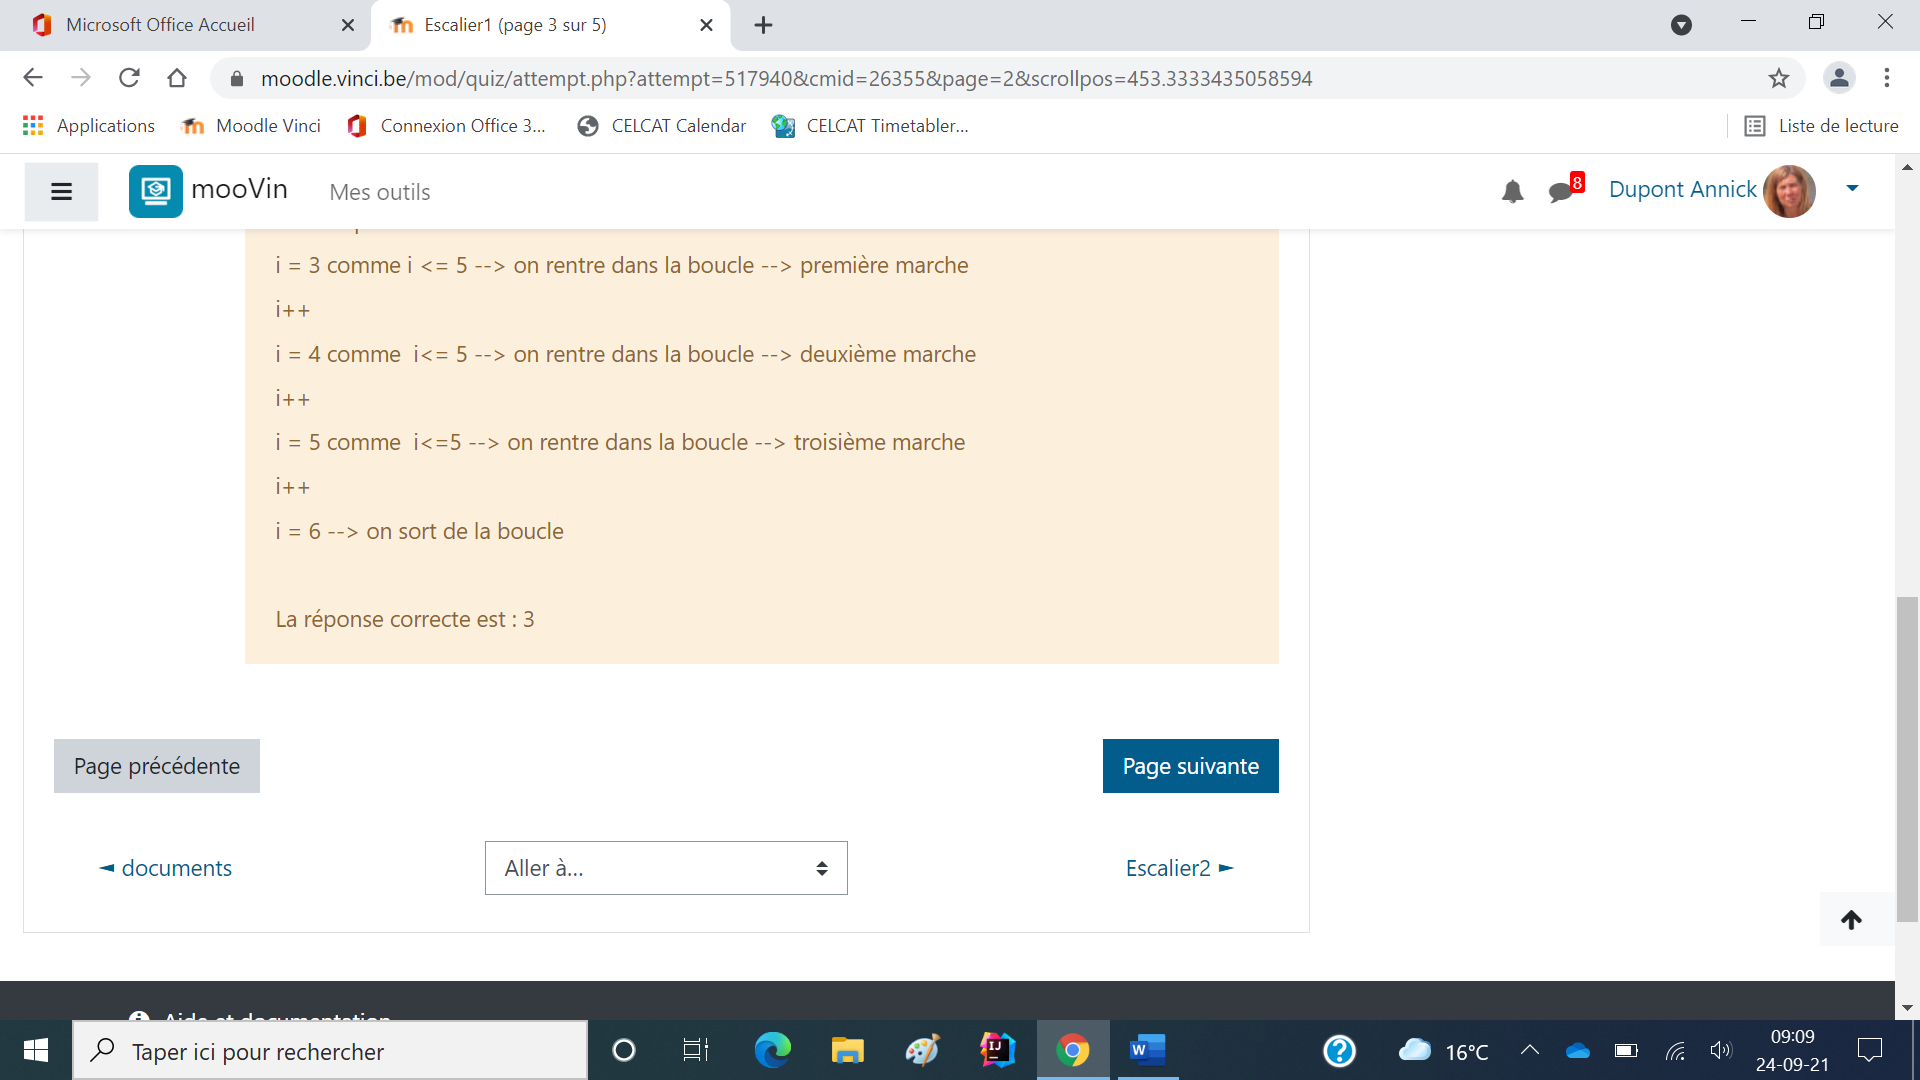 Microsoft Office Accueil
Escalier1 (page 3 sur 5)
moodle.vinci.be/mod/quiz/attempt.php?attempt=517940&cmid=26355&page=2&scrollpos=453.3333435058594
Applications
Moodle Vinci
Connexion Office 3...
CELCAT Calendar
CELCAT Timetabler...
Liste de lecture
mooVin
Mes outils
8
Dupont Annick
i = 3 comme i <= 5 --> on rentre dans la boucle --> première marche
i++
i = 4 comme  i<= 5 --> on rentre dans la boucle --> deuxième marche
i++
i = 5 comme  i<=5 --> on rentre dans la boucle --> troisième marche
i++
i = 6 --> on sort de la boucle
La réponse correcte est : 3
Page précédente
Page suivante
◄ documents
Aller à...
Escalier2 ►
Aide et documentation
Taper ici pour rechercher
16°C
09:09
24-09-21